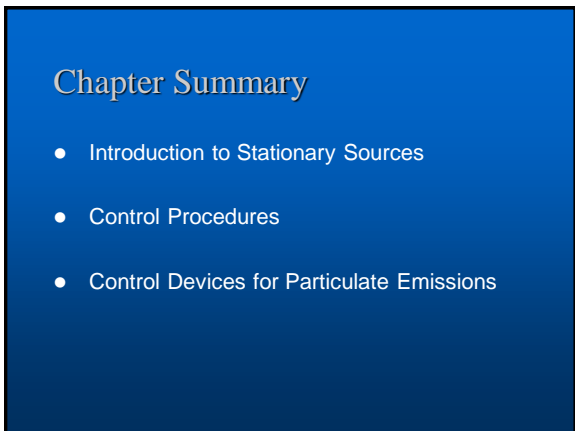 Chapter Summary
● Introduction to Stationary Sources
● Control Procedures
● Control Devices for Particulate Emissions